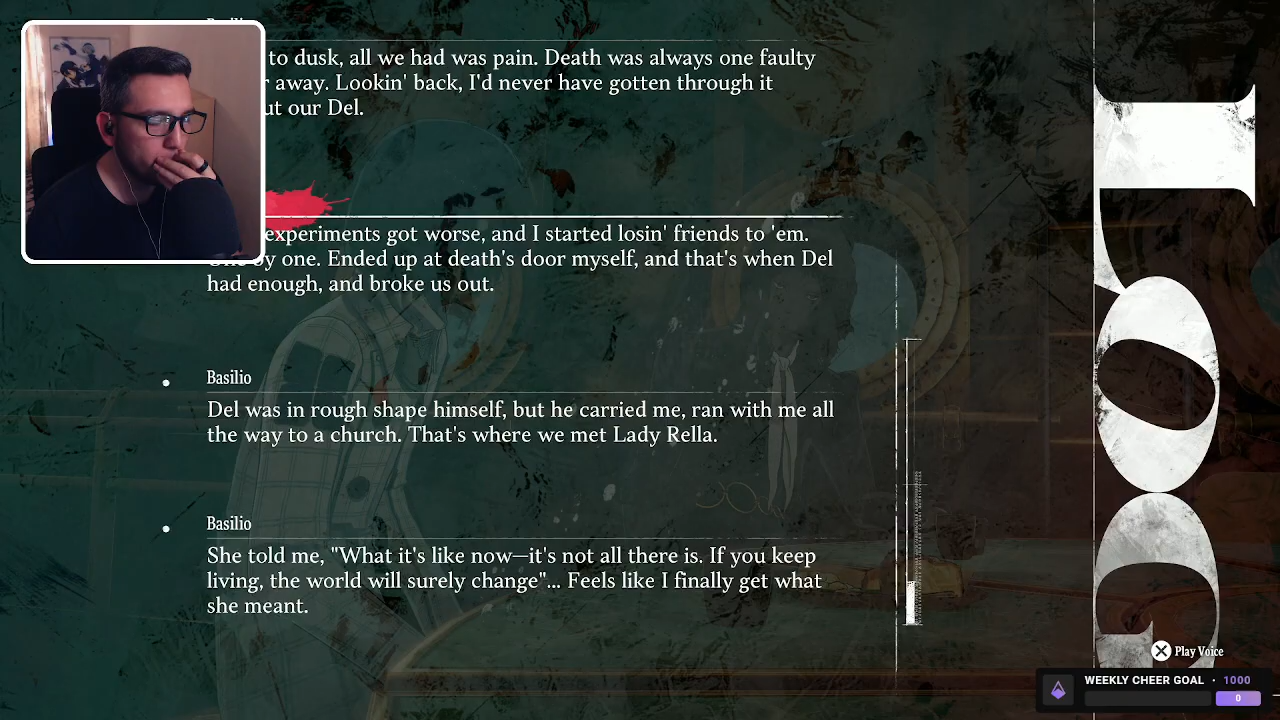 to dusk, all we had was pain. Death was always one faulty
away. Lookin' back, I'd never have gotten through it
our Del.
experiments got worse, and I started losin' friends to 'em.
by one. Ended up at death's door myself, and that's when Del
had enough, and broke us out.
Basilio
Del was in rough shape himself, but he carried me, ran with me all
the way to a church. That's where we met Lady Rella.
Basilio
She told me, "What it's like now—it's not all there is. If you keep
living, the world will surely change"... Feels like I finally get what
she meant.
LOG
Play Voice
WEEKLY CHEER GOAL · 1000
0